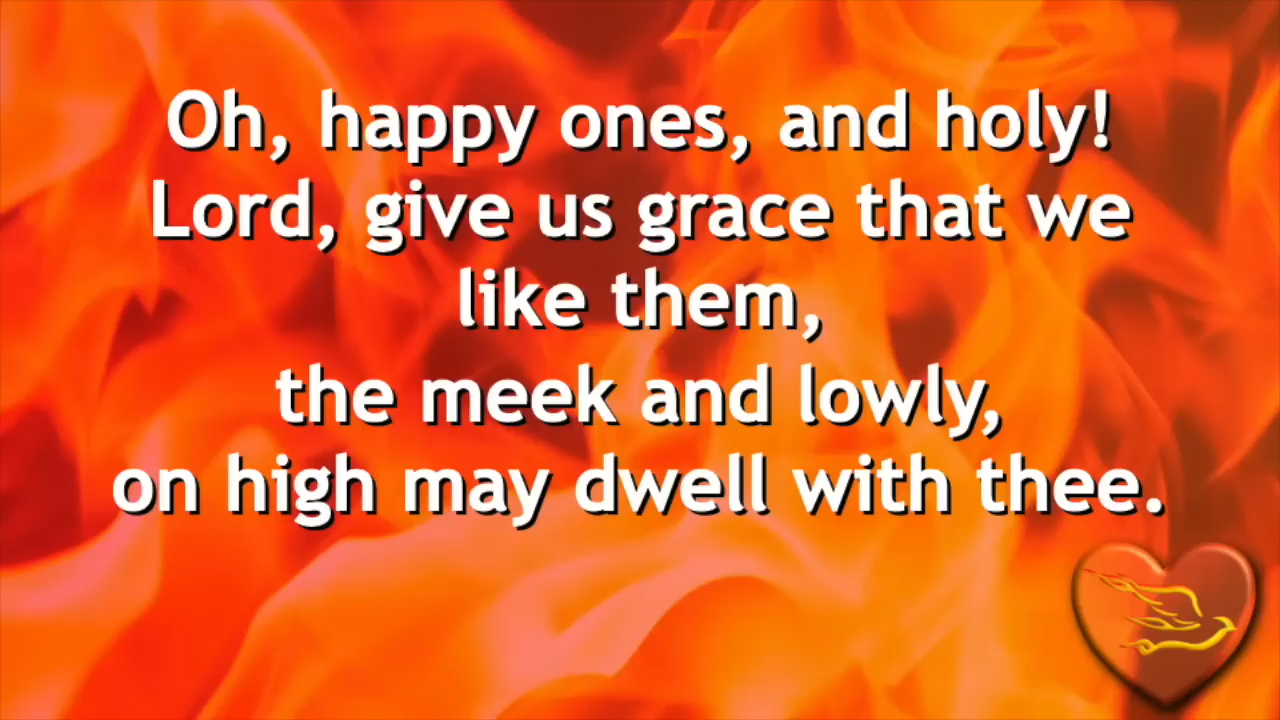 Oh, happy ones, and holy!
Lord, give us grace that we
like them,
the meek and lowly,
on high may dwell with thee.